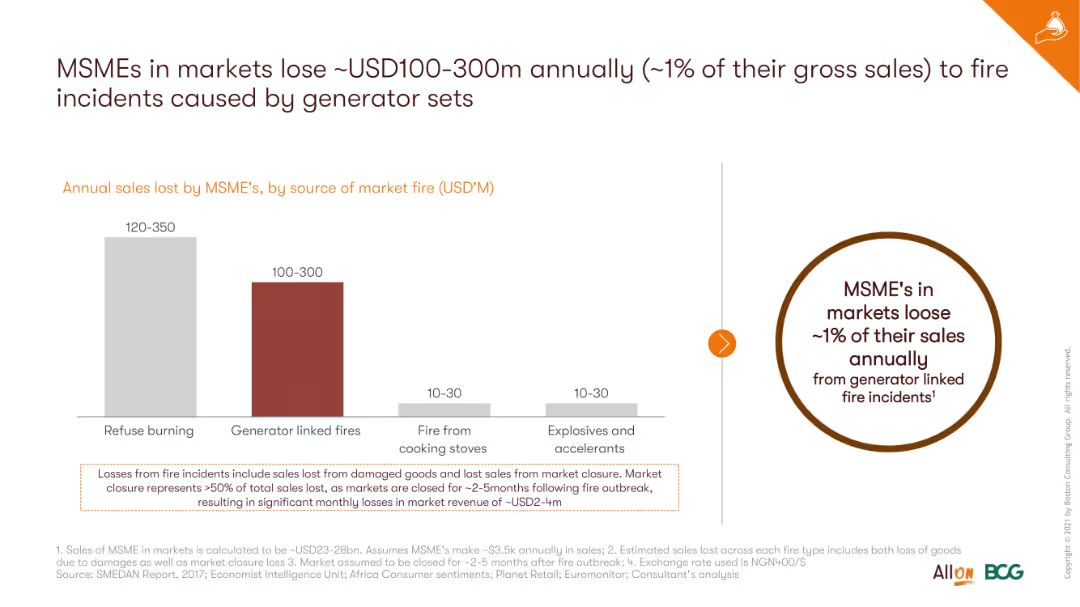 MSMEs in markets lose ~USD100-300m annually (~1% of their gross sales) to fire
incidents caused by generator sets
Annual sales lost by MSME's, by source of market fire (USD'M)
120-350
100-300
10-30
10-30
Refuse burning
Generator linked fires
Fire from
cooking stoves
Explosives and
accelerants
Losses from fire incidents include sales lost from damaged goods and lost sales from market closure. Market
closure represents >50% of total sales lost, as markets are closed for ~2-5months following fire outbreak,
resulting in significant monthly losses in market revenue of ~USD2-4m
MSME's in
markets loose
~1% of their sales
annually
from generator linked
fire incidents¹
1. Sales of MSME in markets is calculated to be ~USD23-28bn. Assumes MSME's make ~$3.5k annually in sales; 2. Estimated sales lost across each fire type includes both loss of goods
due to damages as well as market closure loss 3. Market assumed to be closed for ~2-5 months after fire outbreak; 4. Exchange rate used is NGN400/$
Source: SMEDAN Report, 2017; Economist Intelligence Unit; Africa Consumer sentiments; Planet Retail; Euromonitor; Consultant's analysis
All On
BCG
Copyright © 2021 by Boston Consulting Group. All rights reserved.